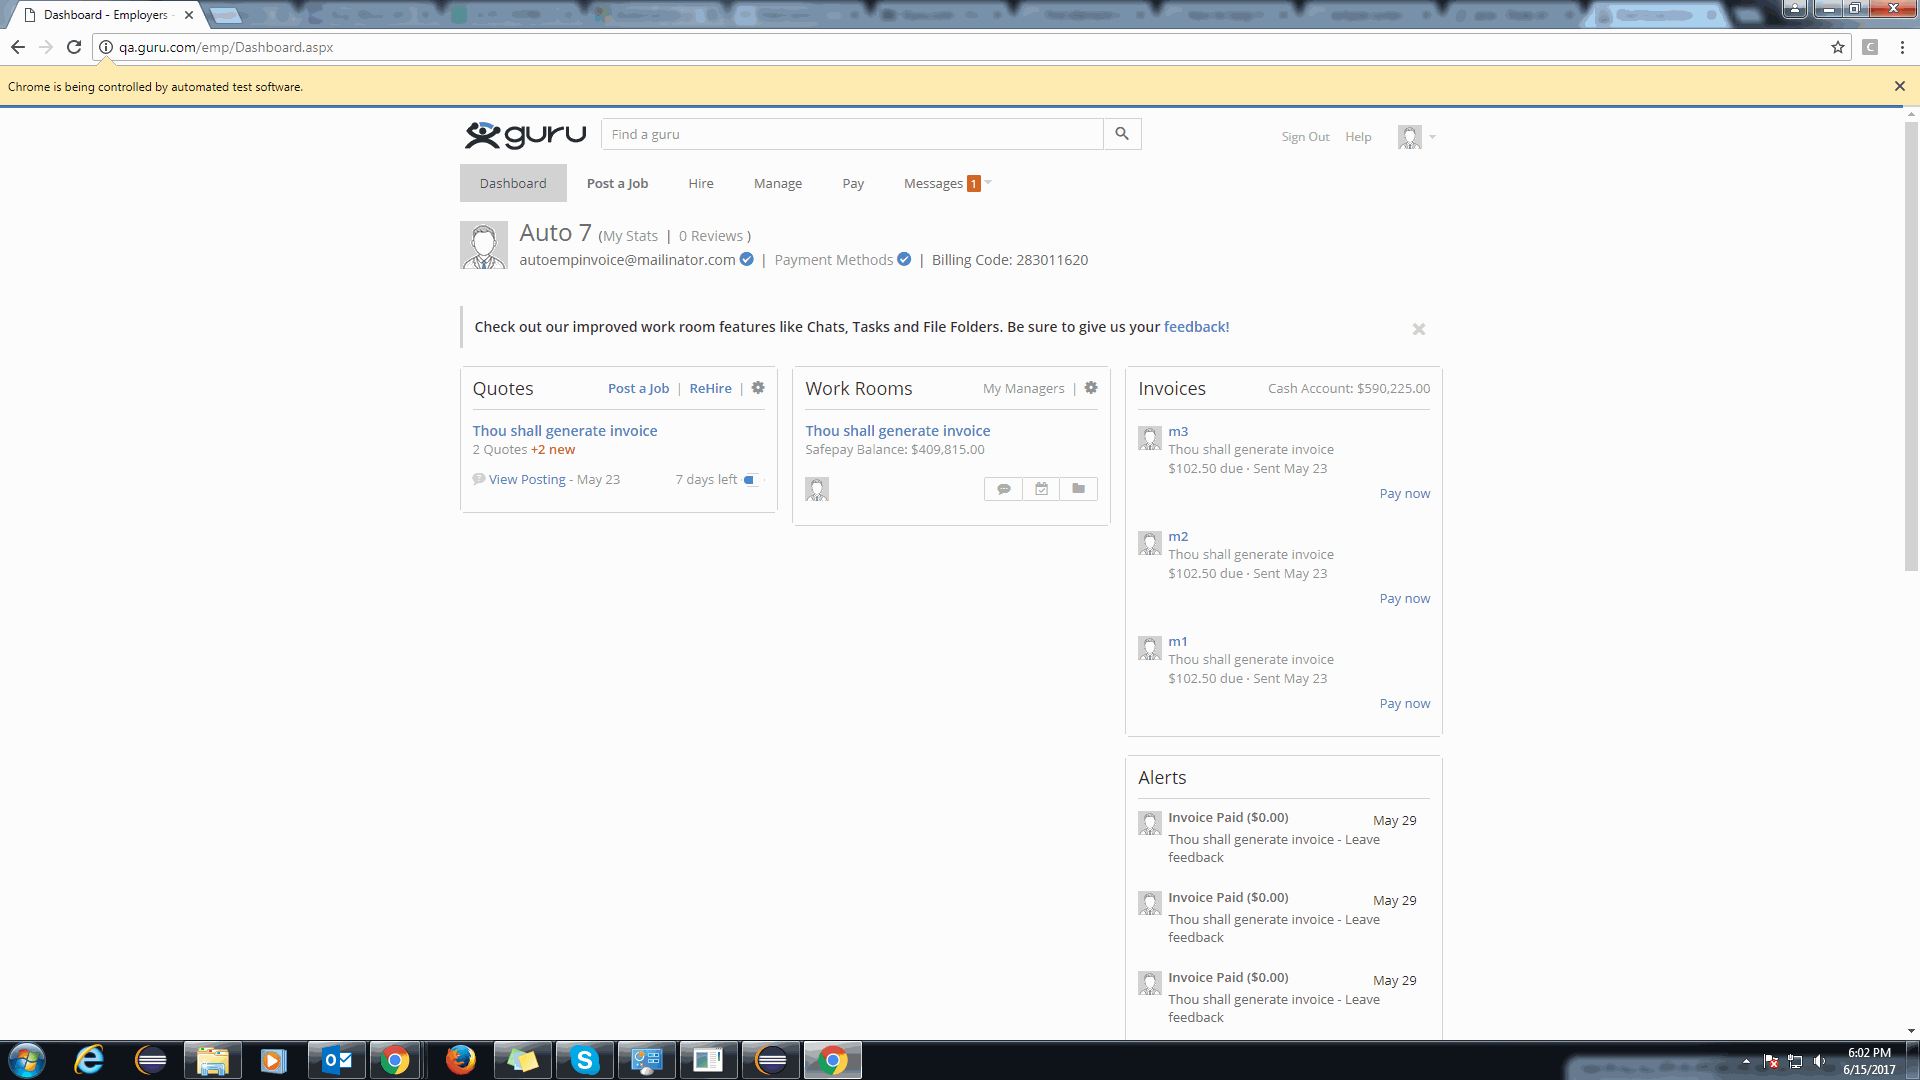 Dashboard - Employers -
qa.guru.com/emp/Dashboard.aspx
C
Chrome is being controlled by automated test software.
guru
Find a guru
Sign Out Help
Dashboard Post a Job Hire Manage Pay Messages 1
Auto 7 (My Stats | 0 Reviews )
autoempinvoice@mailinator.com | Payment Methods | Billing Code: 283011620
Check out our improved work room features like Chats, Tasks and File Folders. Be sure to give us your feedback!
Quotes Post a Job | ReHire |
Thou shall generate invoice
2 Quotes +2 new
View Posting - May 23 7 days left
Work Rooms My Managers |
Thou shall generate invoice
Safepay Balance: $409,815.00
Invoices Cash Account: $590,225.00
m3
Thou shall generate invoice
$102.50 due · Sent May 23
Pay now
m2
Thou shall generate invoice
$102.50 due · Sent May 23
Pay now
m1
Thou shall generate invoice
$102.50 due · Sent May 23
Pay now
Alerts
Invoice Paid ($0.00) May 29
Thou shall generate invoice - Leave
feedback
Invoice Paid ($0.00) May 29
Thou shall generate invoice - Leave
feedback
Invoice Paid ($0.00) May 29
Thou shall generate invoice - Leave
feedback
6:02 PM
6/15/2017